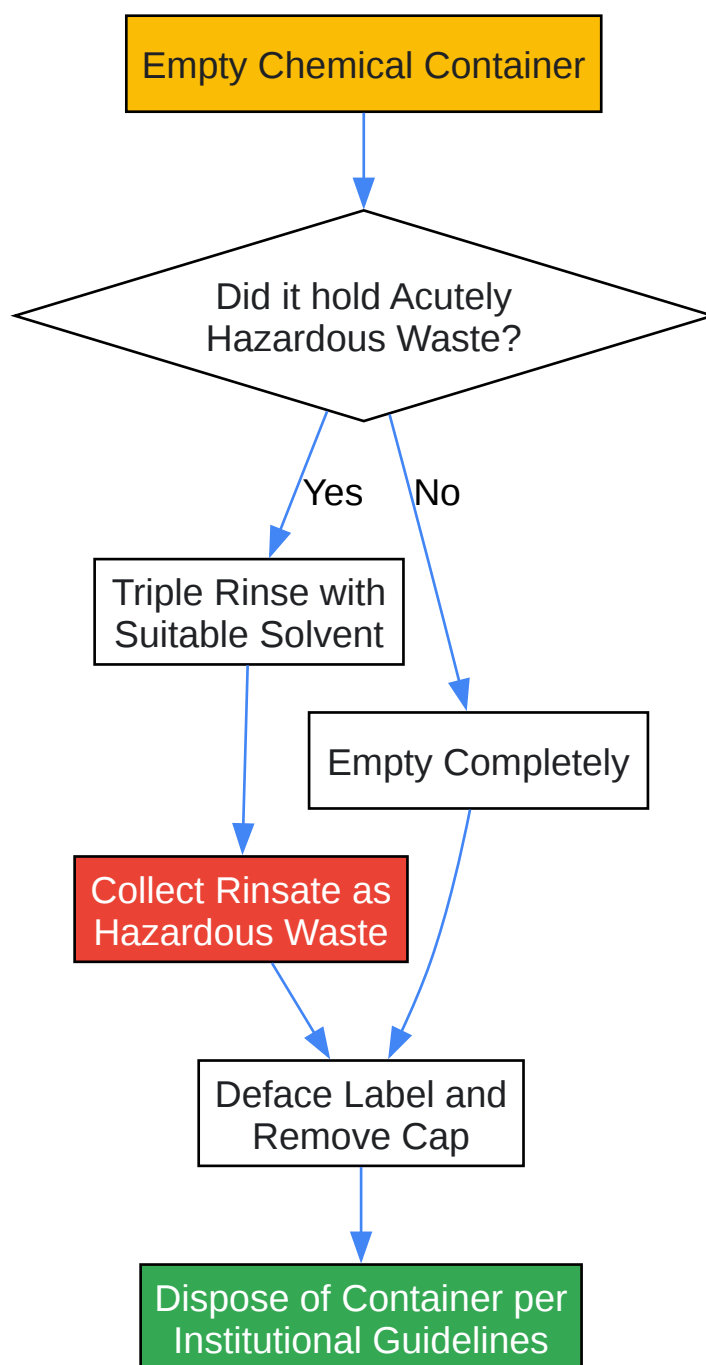 Empty Chemical Container
Did it hold Acutely
Hazardous Waste?
Yes
No
Triple Rinse with
Suitable Solvent
Empty Completely
Collect Rinsate as
Hazardous Waste
Deface Label and
Remove Cap
Dispose of Container per
Institutional Guidelines